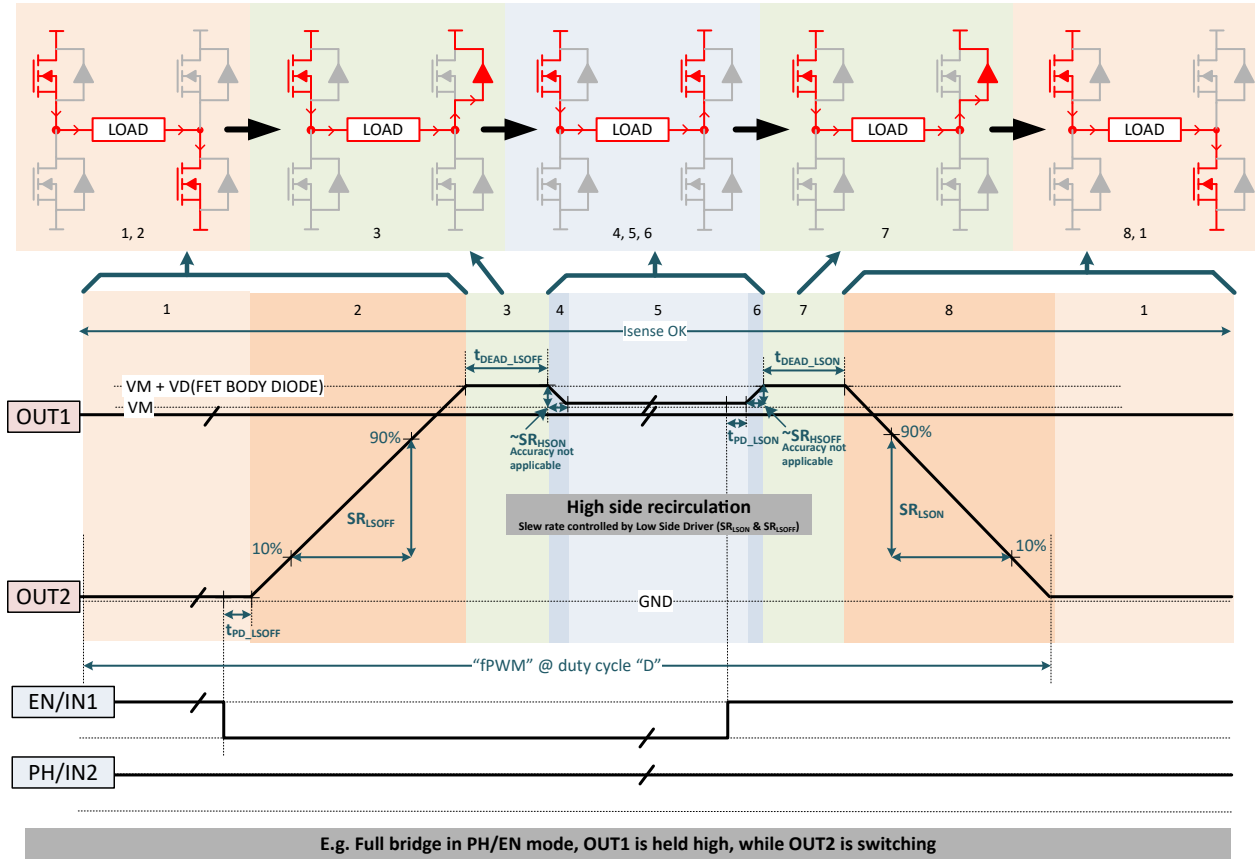 LOAD
LOAD
LOAD
LOAD
LOAD
1, 2
3
4, 5, 6
7
8, 1
1
2
3
4
5
6
7
8
1
Isense OK
tDEAD_LSOFF
tDEAD_LSON
VM + VD(FET BODY DIODE)
VM
OUT1
90%
~SRHSON
Accuracy not
applicable
tPD_LSON
~SRHSOFF
Accuracy not
applicable
90%
High side recirculation
Slew rate controlled by Low Side Driver (SRLSON & SRLSOFF)
SRLSOFF
SRLSON
10%
10%
OUT2
GND
tPD_LSOFF
“fPWM” @ duty cycle “D”
EN/IN1
PH/IN2
E.g. Full bridge in PH/EN mode, OUT1 is held high, while OUT2 is switching